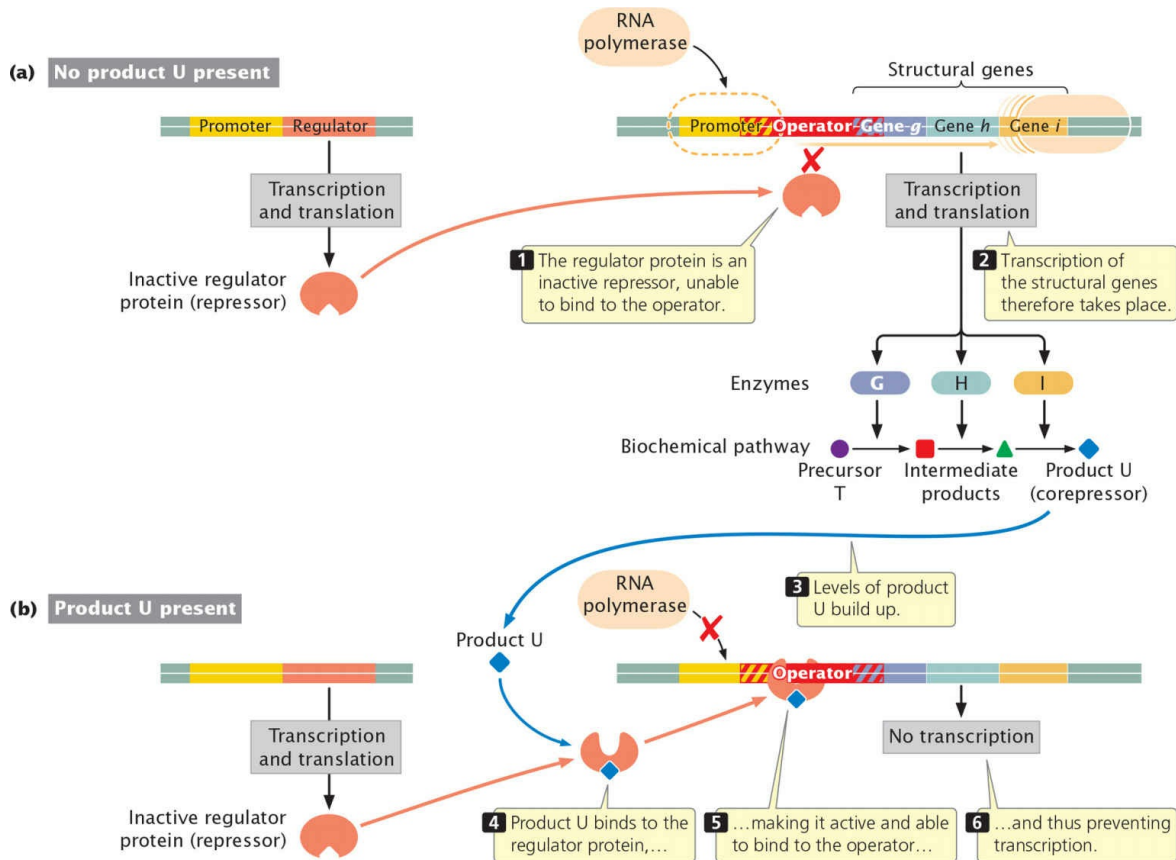 RNA
polymerase
(a) No product U present
Structural genes
Promoter Regulator
Promoter Operator Gene g Gene h Gene i
Transcription
and translation
Transcription
and translation
1 The regulator protein is an
inactive repressor, unable
to bind to the operator.
2 Transcription of
the structural genes
therefore takes place.
Inactive regulator
protein (repressor)
Enzymes G H I
Biochemical pathway
Precursor
T
Intermediate
products
Product U
(corepressor)
3 Levels of product
U build up.
RNA
polymerase
(b) Product U present
Product U
Operator
Transcription
and translation
No transcription
Inactive regulator
protein (repressor)
4 Product U binds to the
regulator protein,…
5 …making it active and able
to bind to the operator…
6 …and thus preventing
transcription.